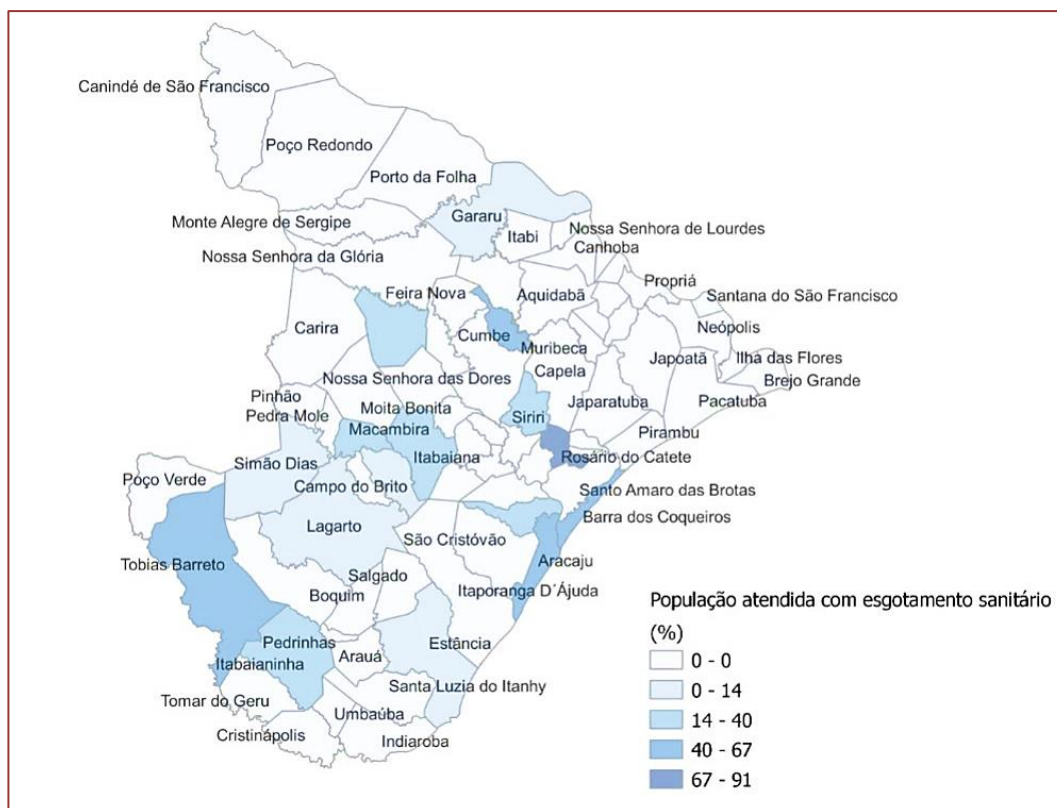 Canindé de São Francisco
Poço Redondo
Porto da Folha
Monte Alegre de Sergipe
Gararu
Itabi
Nossa Senhora de Lourdes
Canhoba
Nossa Senhora da Glória
Propriá
Feira Nova
Aquidabã
Santana do São Francisco
Carira
Cumbe
Neópolis
Muribeca
Japoatã
Ilha das Flores
Capela
Brejo Grande
Nossa Senhora das Dores
Pinhão
Japaratuba
Pacatuba
Moita Bonita
Pedra Mole
Siriri
Macambira
Pirambu
Itabaiana
Rosário do Catete
Simão Dias
Poço Verde
Campo do Brito
Santo Amaro das Brotas
Barra dos Coqueiros
Lagarto
São Cristóvão
Aracaju
Tobias Barreto
Salgado
Itaporanga D´Ájuda
Boquim
Pedrinhas
Estância
Arauá
Itabaianinha
Santa Luzia do Itanhy
Tomar do Geru
Umbaúba
Cristinápolis
Indiaroba
População atendida com esgotamento sanitário
(%)
0 - 0
0 - 14
14 - 40
40 - 67
67 - 91